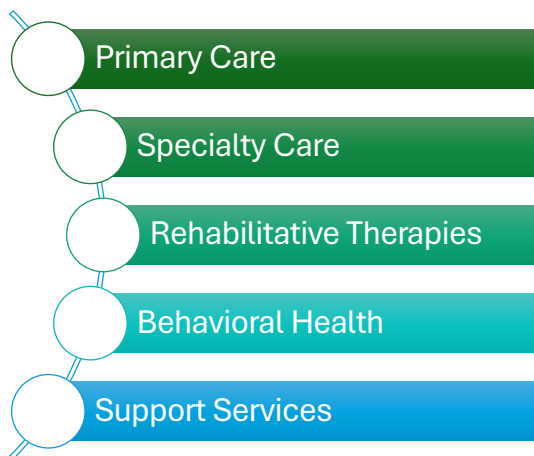 Primary Care
Specialty Care
Rehabilitative Therapies
Behavioral Health
Support Services